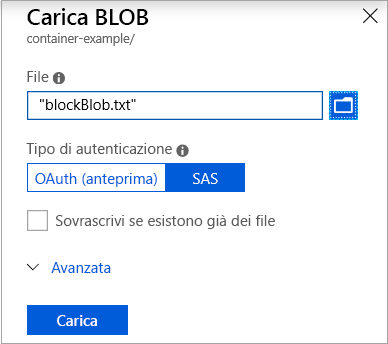 Carica BLOB
container-example/
File
"blockBlob.txt"
Tipo di autenticazione
OAuth (anteprima) SAS
Sovrascrivi se esistono già dei file
Avanzata
Carica